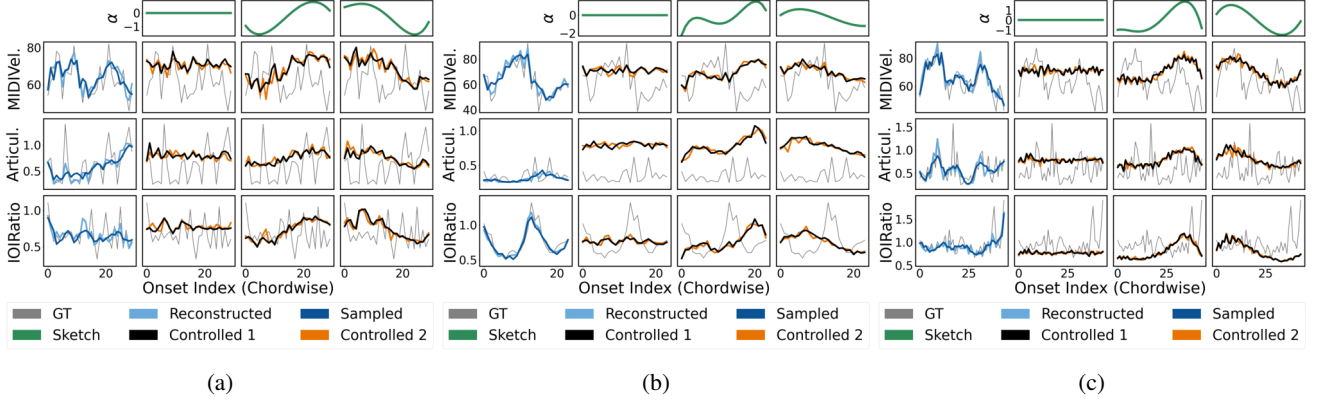 α
0
−1
MIDIVel.
80
60
Articul.
1.0
0.5
IOIRatio
1.0
0.5
0 20 0 20 0 20 0 20
Onset Index (Chordwise)
GT Reconstructed Sampled
Sketch Controlled 1 Controlled 2
(a)
α
0
−2
MIDIVel.
80
60
40
Articul.
1.0
0.5
IOIRatio
1.0
0.5
0 20 0 20 0 20 0 20
Onset Index (Chordwise)
GT Reconstructed Sampled
Sketch Controlled 1 Controlled 2
(b)
α
1
0
MIDIVel.
80
60
Articul.
1.5
1.0
0.5
IOIRatio
1.5
1.0
0.5
0 25 0 25 0 25 0 25
Onset Index (Chordwise)
GT Reconstructed Sampled
Sketch Controlled 1 Controlled 2
(c)